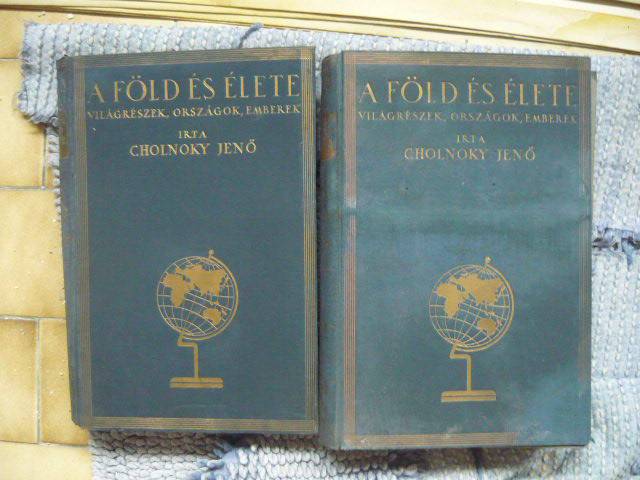 A FÖLD ÉS ÉLETE
VILÁGRÉSZEK, ORSZÁGOK, EMBEREK
IRTA
CHOLNOKY JENŐ
A FÖLD ÉS ÉLETE
VILÁGRÉSZEK, ORSZÁGOK, EMBEREK
IRTA
CHOLNOKY JENŐ